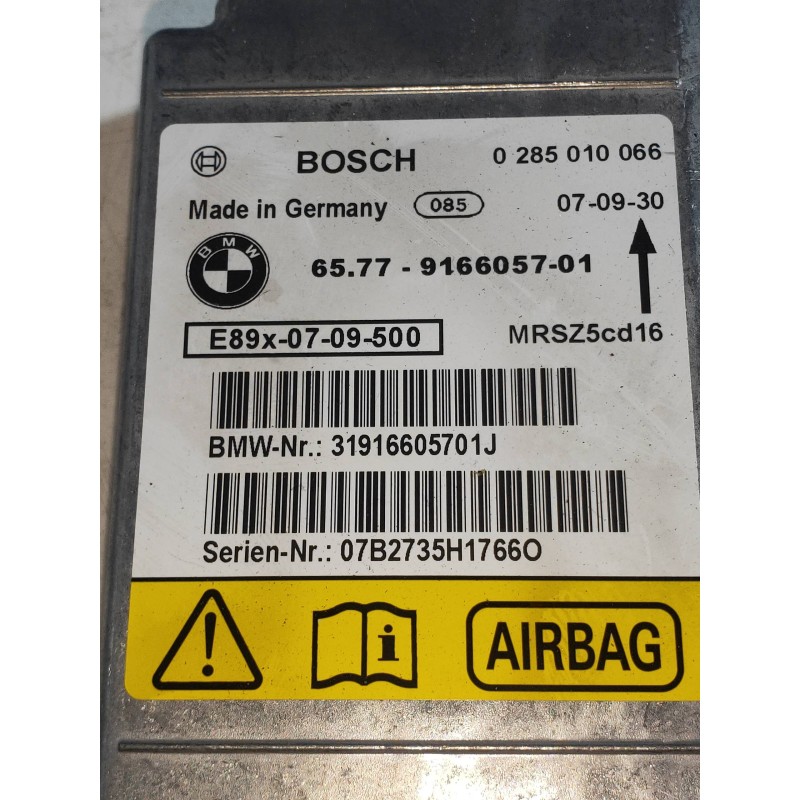 BOSCH 0 285 010 066
Made in Germany 085 07-09-30
BMW
65.77 - 9166057-01
E89x-07-09-500 MRSZ5cd16
BMW-Nr.: 31916605701J
Serien-Nr.: 07B2735H1766O
i AIRBAG